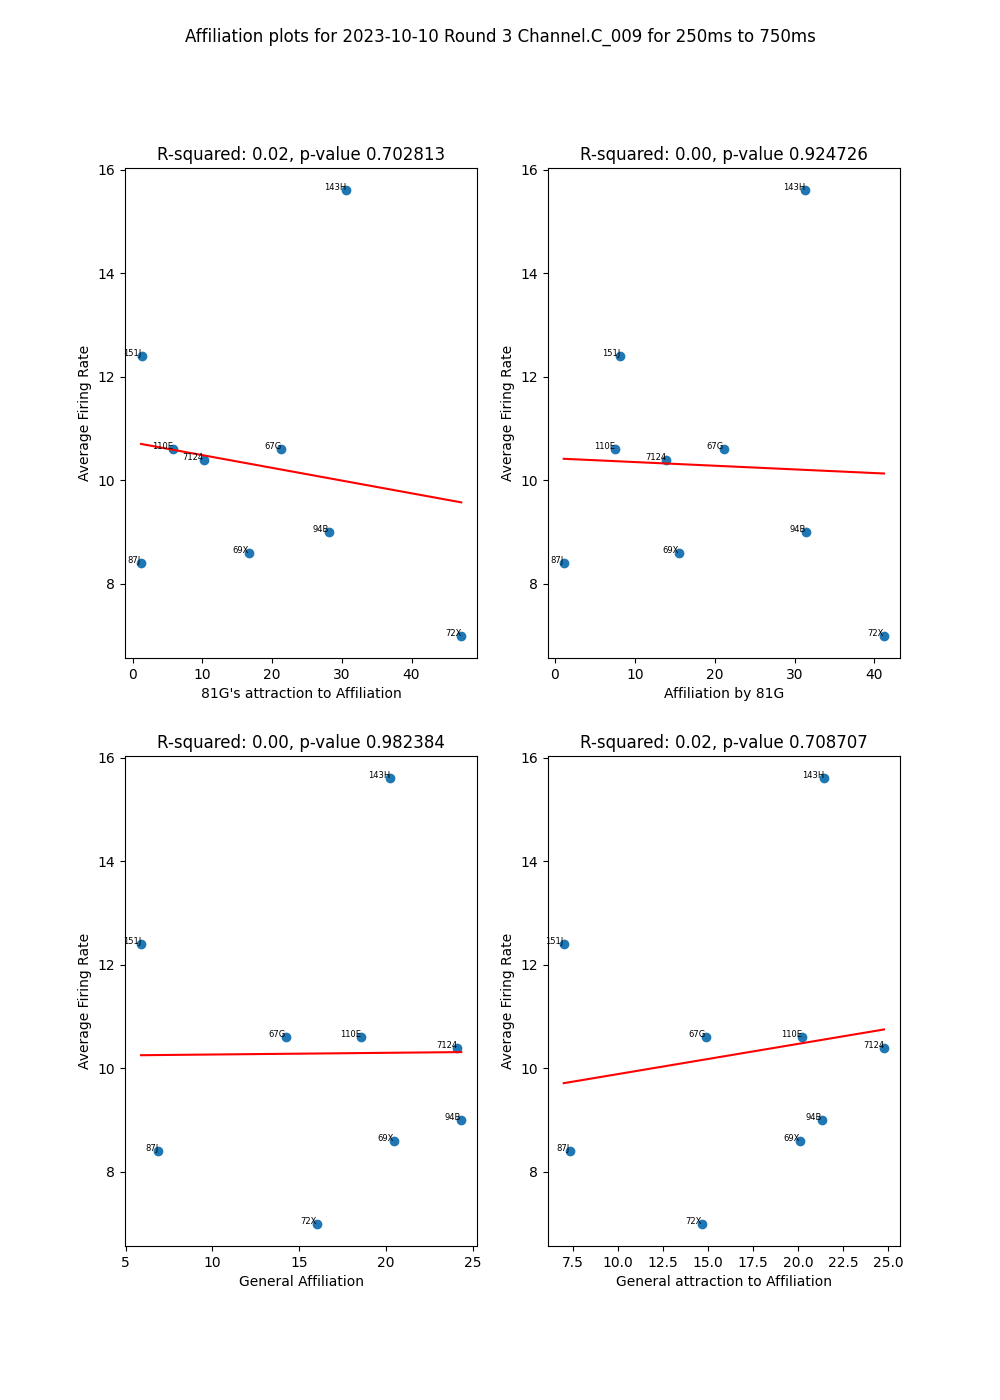 Affiliation plots for 2023-10-10 Round 3 Channel.C_009 for 250ms to 750ms
R-squared: 0.02, p-value 0.702813
16
14
12
10
8
Average Firing Rate
143H
151J
110E
7124
67G
94B
69X
87J
72X
0 10 20 30 40
81G's attraction to Affiliation
R-squared: 0.00, p-value 0.924726
16
14
12
10
8
Average Firing Rate
143H
151J
110E
7124
67G
94B
69X
87J
72X
0 10 20 30 40
Affiliation by 81G
R-squared: 0.00, p-value 0.982384
16
14
12
10
8
Average Firing Rate
143H
151J
67G
110E
7124
94B
69X
87J
72X
5 10 15 20 25
General Affiliation
R-squared: 0.02, p-value 0.708707
16
14
12
10
8
Average Firing Rate
143H
151J
67G
110E
7124
94B
69X
87J
72X
7.5 10.0 12.5 15.0 17.5 20.0 22.5 25.0
General attraction to Affiliation